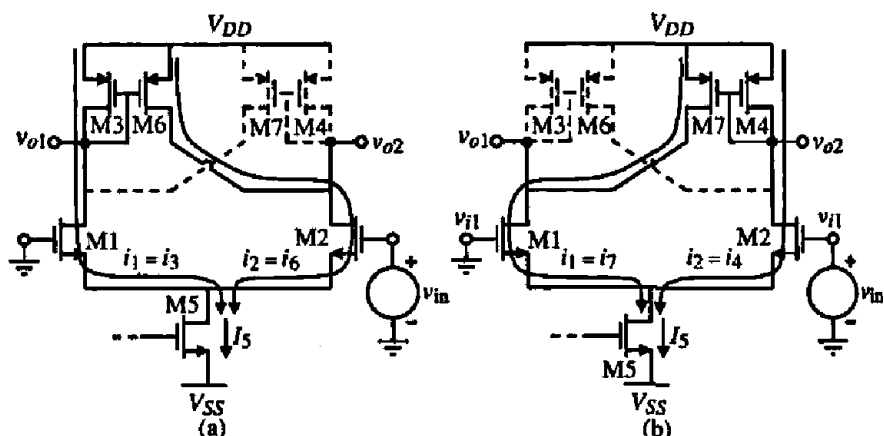 V_DD
M3 M6
M7 M4
v_o1
v_o2
M1
M2
i_1 = i_3
i_2 = i_6
+
v_in
-
M5
I_5
V_SS
(a)
V_DD
M3 M6
M7 M4
v_o1
v_o2
v_i1
v_i1
M1
M2
i_1 = i_7
i_2 = i_4
+
v_in
-
I_5
M5
V_SS
(b)